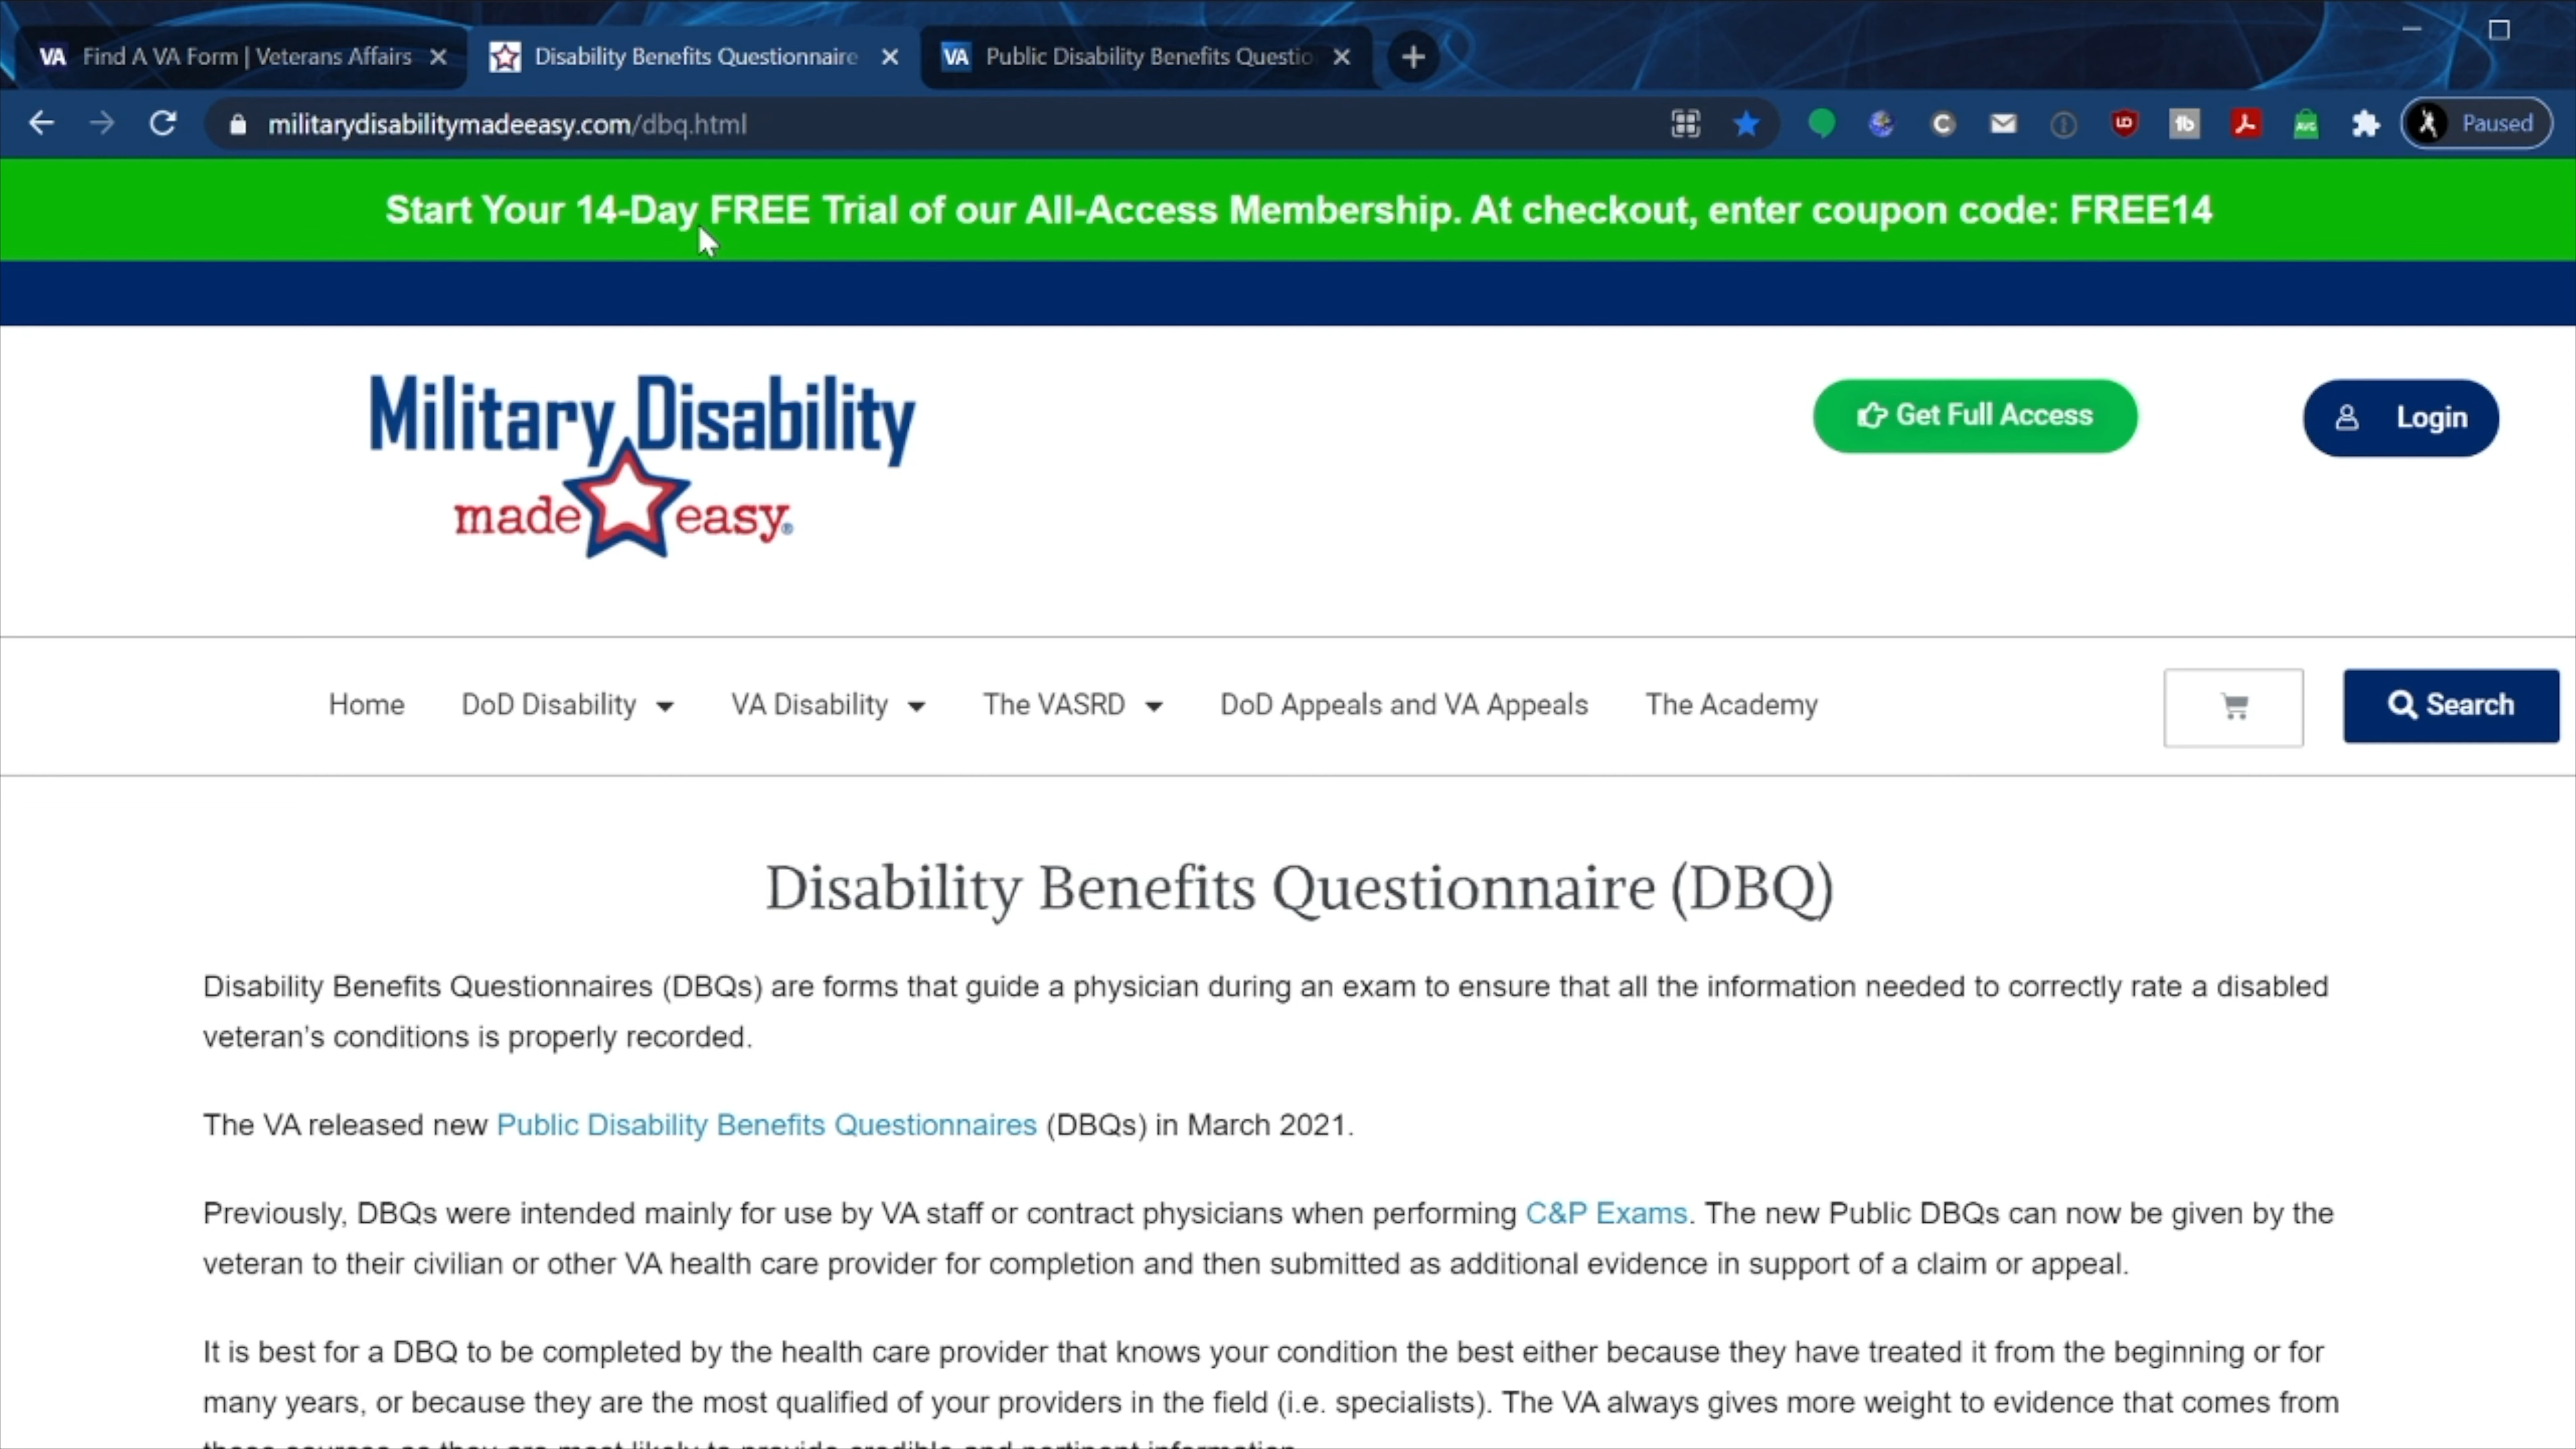 VA Find A VA Form | Veterans Affairs
Disability Benefits Questionnaire
VA Public Disability Benefits Questio
militarydisabilitymadeeasy.com/dbq.html
Paused
Start Your 14-Day FREE Trial of our All-Access Membership. At checkout, enter coupon code: FREE14
Military Disability
made easy®
Get Full Access
Login
Home DoD Disability VA Disability The VASRD DoD Appeals and VA Appeals The Academy
Search
Disability Benefits Questionnaire (DBQ)
Disability Benefits Questionnaires (DBQs) are forms that guide a physician during an exam to ensure that all the information needed to correctly rate a disabled
veteran's conditions is properly recorded.
The VA released new Public Disability Benefits Questionnaires (DBQs) in March 2021.
Previously, DBQs were intended mainly for use by VA staff or contract physicians when performing C&P Exams. The new Public DBQs can now be given by the
veteran to their civilian or other VA health care provider for completion and then submitted as additional evidence in support of a claim or appeal.
It is best for a DBQ to be completed by the health care provider that knows your condition the best either because they have treated it from the beginning or for
many years, or because they are the most qualified of your providers in the field (i.e. specialists). The VA always gives more weight to evidence that comes from